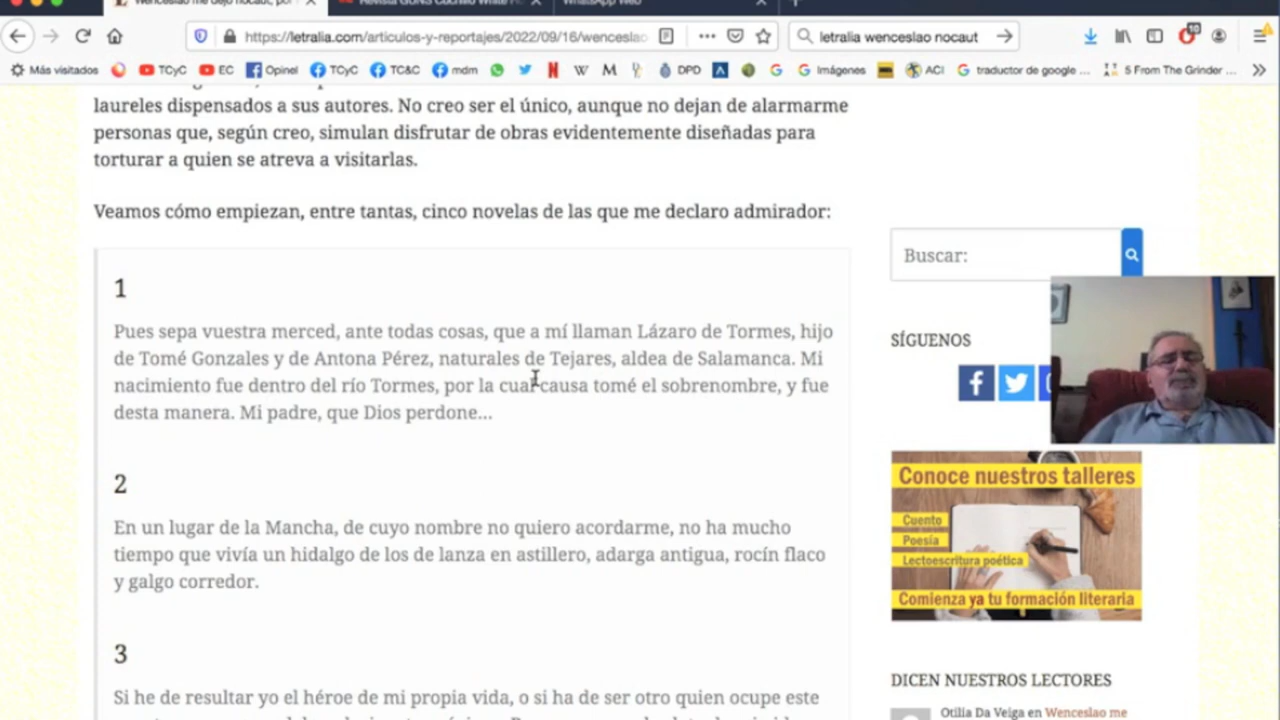 Wenceslao me dejó nocaut, por
WhatsApp Web
https://letralia.com/articulos-y-reportajes/2022/09/16/wenceslao
letralia wenceslao nocaut
Más visitados TCyC EC Opinel TCyC TC&C mdm DPD Imágenes ACI traductor de google ... 5 From The Grinder ...
laureles dispensados a sus autores. No creo ser el único, aunque no dejan de alarmarme
personas que, según creo, simulan disfrutar de obras evidentemente diseñadas para
torturar a quien se atreva a visitarlas.
Veamos cómo empiezan, entre tantas, cinco novelas de las que me declaro admirador:
1
Pues sepa vuestra merced, ante todas cosas, que a mí llaman Lázaro de Tormes, hijo
de Tomé Gonzales y de Antona Pérez, naturales de Tejares, aldea de Salamanca. Mi
nacimiento fue dentro del río Tormes, por la cual causa tomé el sobrenombre, y fue
desta manera. Mi padre, que Dios perdone...
2
En un lugar de la Mancha, de cuyo nombre no quiero acordarme, no ha mucho
tiempo que vivía un hidalgo de los de lanza en astillero, adarga antigua, rocín flaco
y galgo corredor.
3
Si he de resultar yo el héroe de mi propia vida, o si ha de ser otro quien ocupe este
Buscar:
SÍGUENOS
Conoce nuestros talleres
Cuento
Poesía
Lectoescritura poética
Comienza ya tu formación literaria
DICEN NUESTROS LECTORES
Otilia Da Veiga en Wenceslao me